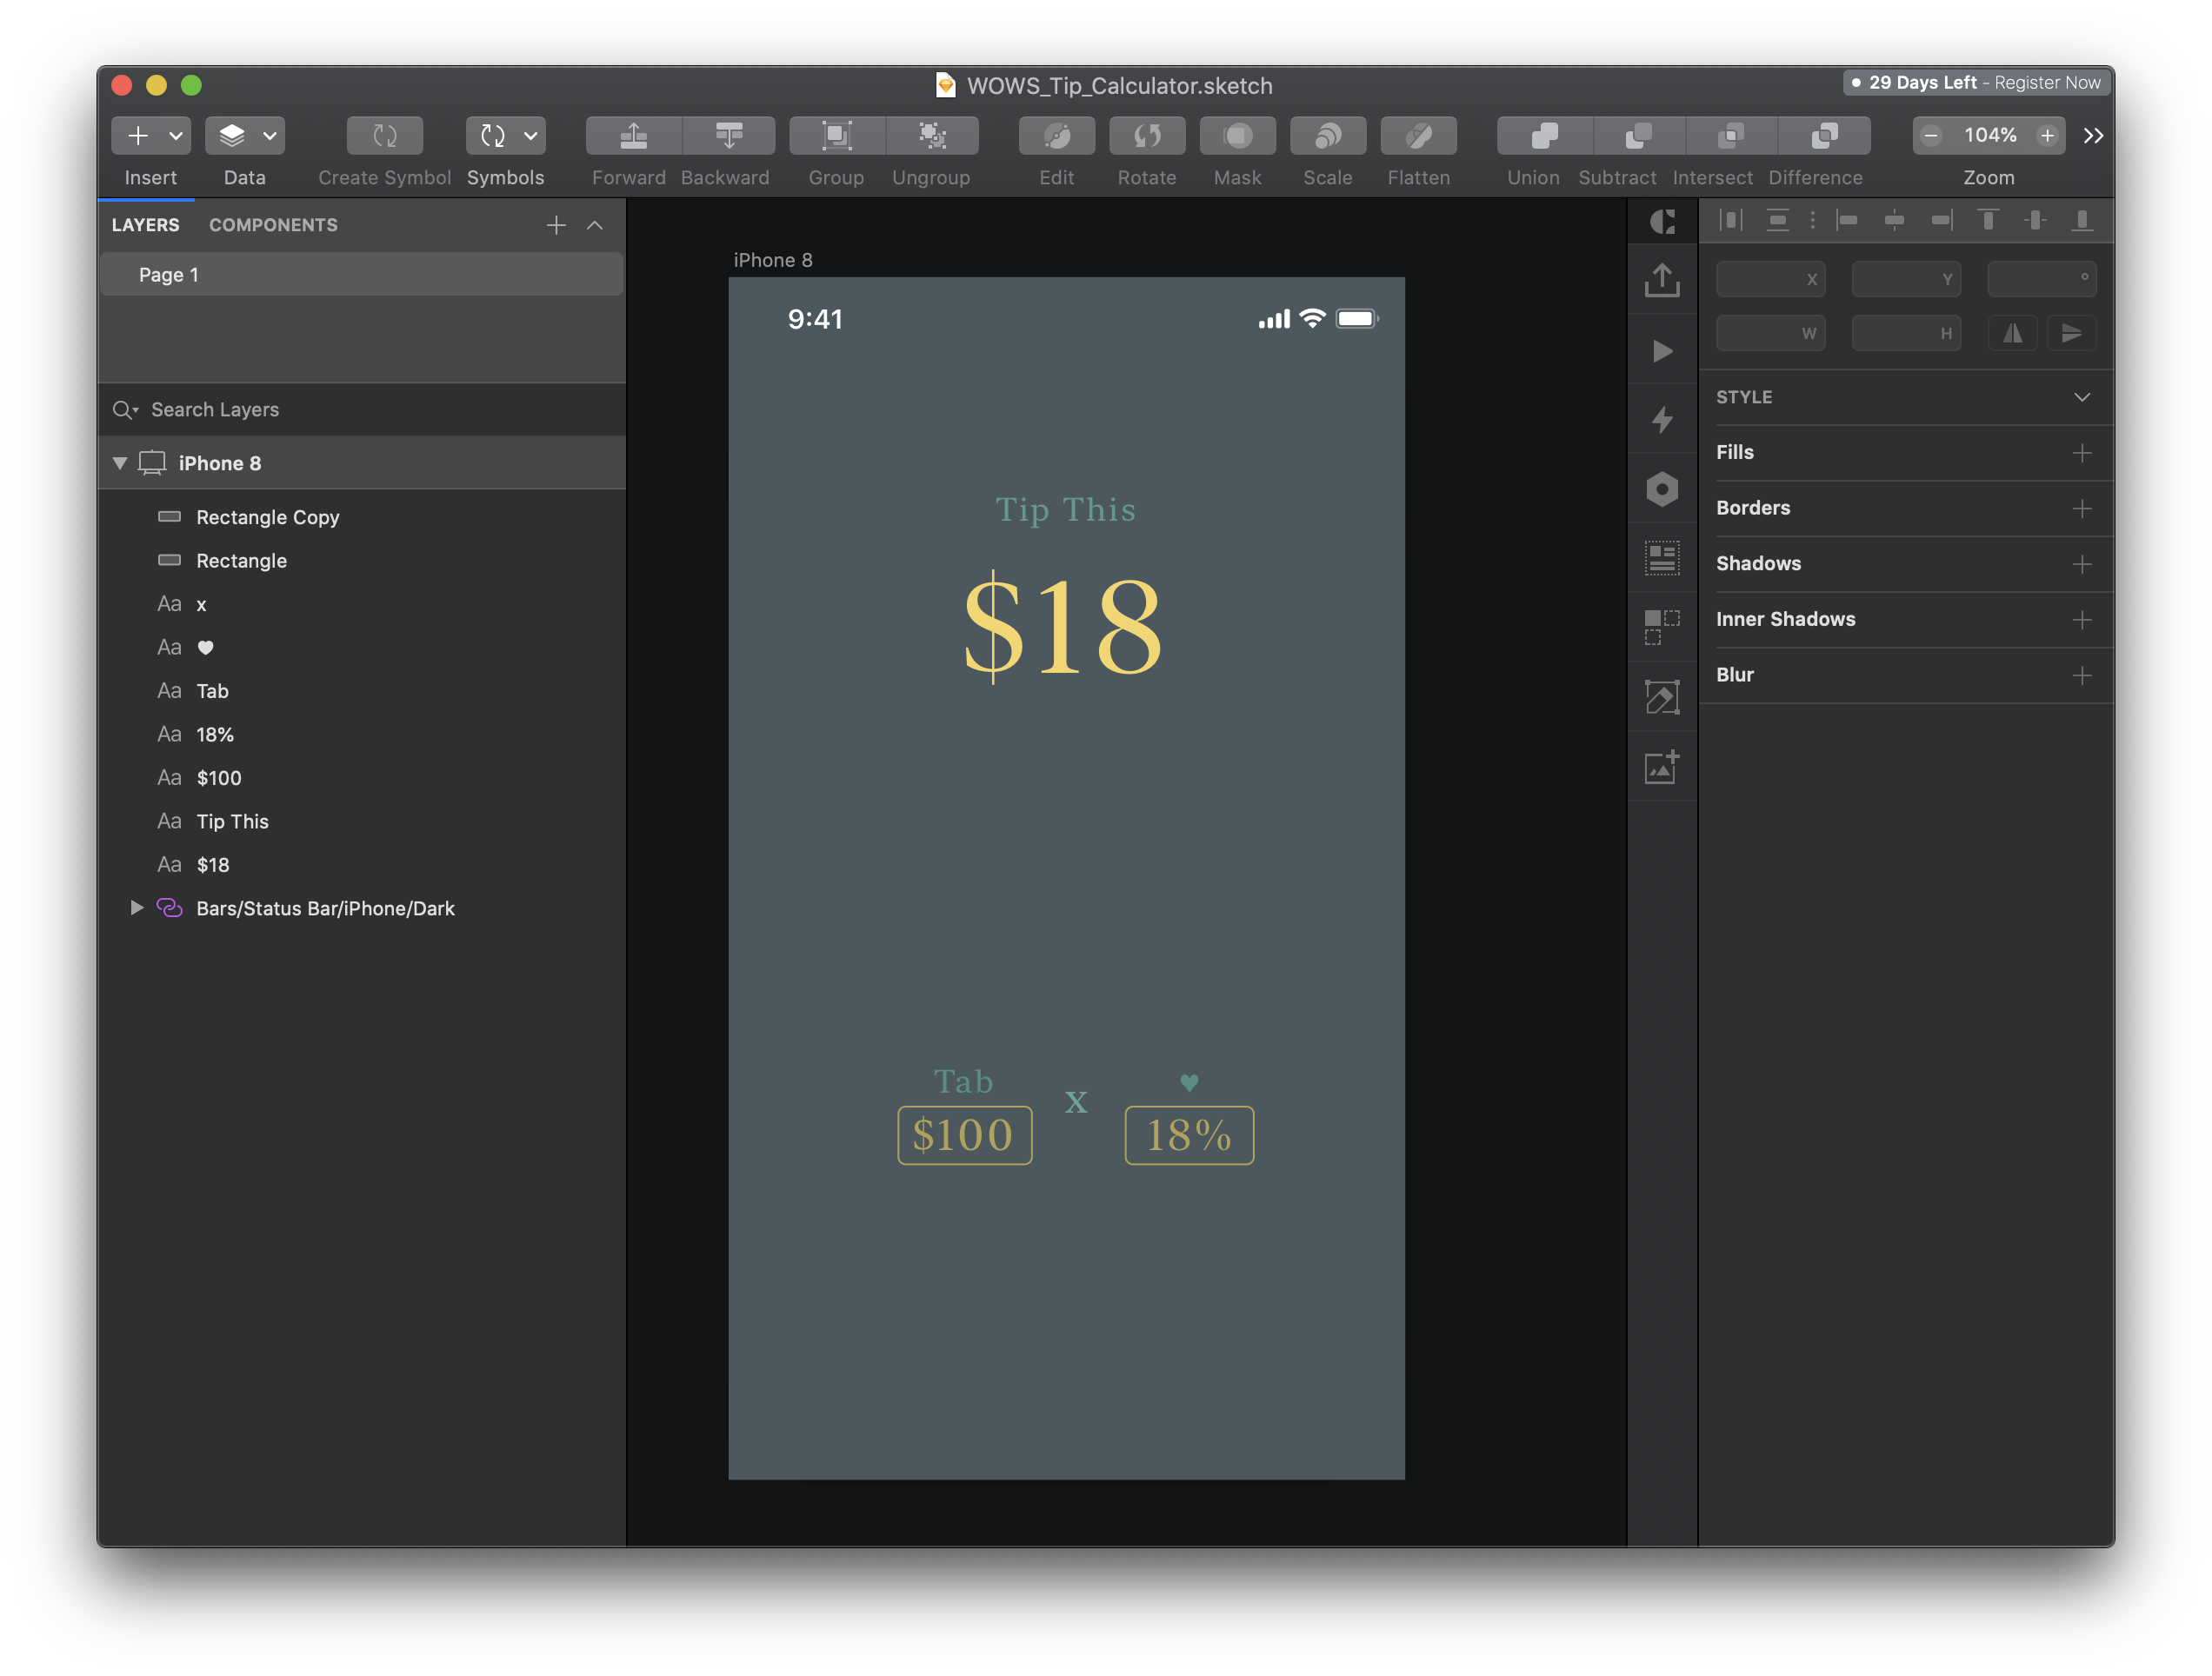 WOWS_Tip_Calculator.sketch
29 Days Left - Register Now
104%
Insert Data Create Symbol Symbols Forward Backward Group Ungroup Edit Rotate Mask Scale Flatten Union Subtract Intersect Difference Zoom
LAYERS COMPONENTS
Page 1
Search Layers
iPhone 8
Rectangle Copy
Rectangle
Aa x
Aa ♥
Aa Tab
Aa 18%
Aa $100
Aa Tip This
Aa $18
Bars/Status Bar/iPhone/Dark
iPhone 8
9:41
Tip This
$18
Tab x ♥
$100 18%
X Y °
W H
STYLE
Fills
Borders
Shadows
Inner Shadows
Blur